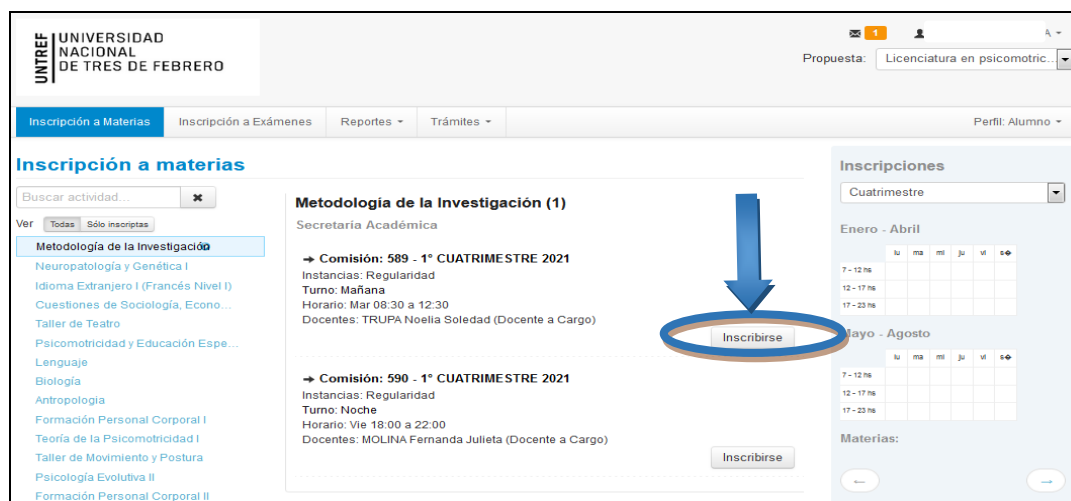 UNTREF
UNIVERSIDAD
NACIONAL
DE TRES DE FEBRERO
1
Propuesta: Licenciatura en psicomotric...
Inscripción a Materias Inscripción a Exámenes Reportes Trámites Perfil: Alumno
Inscripción a materias
Buscar actividad...
Ver Todas Sólo inscriptas
Metodología de la Investigación
Neuropatología y Genética I
Idioma Extranjero I (Francés Nivel I)
Cuestiones de Sociología, Econo...
Taller de Teatro
Psicomotricidad y Educación Espe...
Lenguaje
Biología
Antropologia
Formación Personal Corporal I
Teoría de la Psicomotricidad I
Taller de Movimiento y Postura
Psicología Evolutiva II
Formación Personal Corporal II
Metodología de la Investigación (1)
Secretaría Académica
Comisión: 589 - 1° CUATRIMESTRE 2021
Instancias: Regularidad
Turno: Mañana
Horario: Mar 08:30 a 12:30
Docentes: TRUPA Noelia Soledad (Docente a Cargo)
Inscribirse
Comisión: 590 - 1° CUATRIMESTRE 2021
Instancias: Regularidad
Turno: Noche
Horario: Vie 18:00 a 22:00
Docentes: MOLINA Fernanda Julieta (Docente a Cargo)
Inscribirse
Inscripciones
Cuatrimestre
Enero - Abril
lu ma mi ju vi s�
7 - 12 hs
12 - 17 hs
17 - 23 hs
Mayo - Agosto
lu ma mi ju vi s�
7 - 12 hs
12 - 17 hs
17 - 23 hs
Materias: